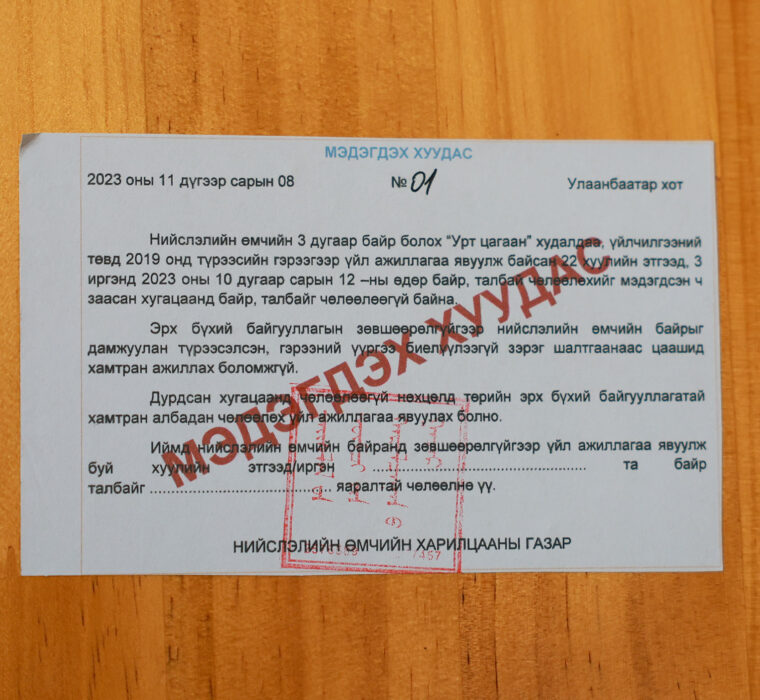 МЭДЭГДЭХ ХУУДАС
2023 оны 11 дүгээр сарын 08 № 01 Улаанбаатар хот
Нийслэлийн өмчийн 3 дугаар байр болох “Урт цагаан” худалдаа, үйлчилгээний
төвд 2019 онд түрээсийн гэрээгээр үйл ажиллагаа явуулж байсан 22 хуулийн этгээд, 3
иргэнд 2023 оны 10 дугаар сарын 12 –ны өдөр байр, талбай чөлөөлөхийг мэдэгдсэн ч
заасан хугацаанд байр, талбайг чөлөөлөөгүй байна.
Эрх бүхий байгууллагын зөвшөөрөлгүйгээр нийслэлийн өмчийн байрыг
дамжуулан түрээсэлсэн, гэрээний үүргээ биелүүлээгүй зэрэг шалтгаанаас цаашид
хамтран ажиллах боломжгүй.
Дурдсан хугацаанд чөлөөлөөгүй нөхцөлд төрийн эрх бүхий байгууллагатай
хамтран албадан чөлөөлөх үйл ажиллагаа явуулах болно.
Иймд нийслэлийн өмчийн байранд зөвшөөрөлгүйгээр үйл ажиллагаа явуулж
буй хуулийн этгээд/иргэн ........................................ та байр
талбайг .................................. яаралтай чөлөөлнө үү.
НИЙСЛЭЛИЙН ӨМЧИЙН ХАРИЛЦААНЫ ГАЗАР
МЭДЭГДЭХ ХУУДАС